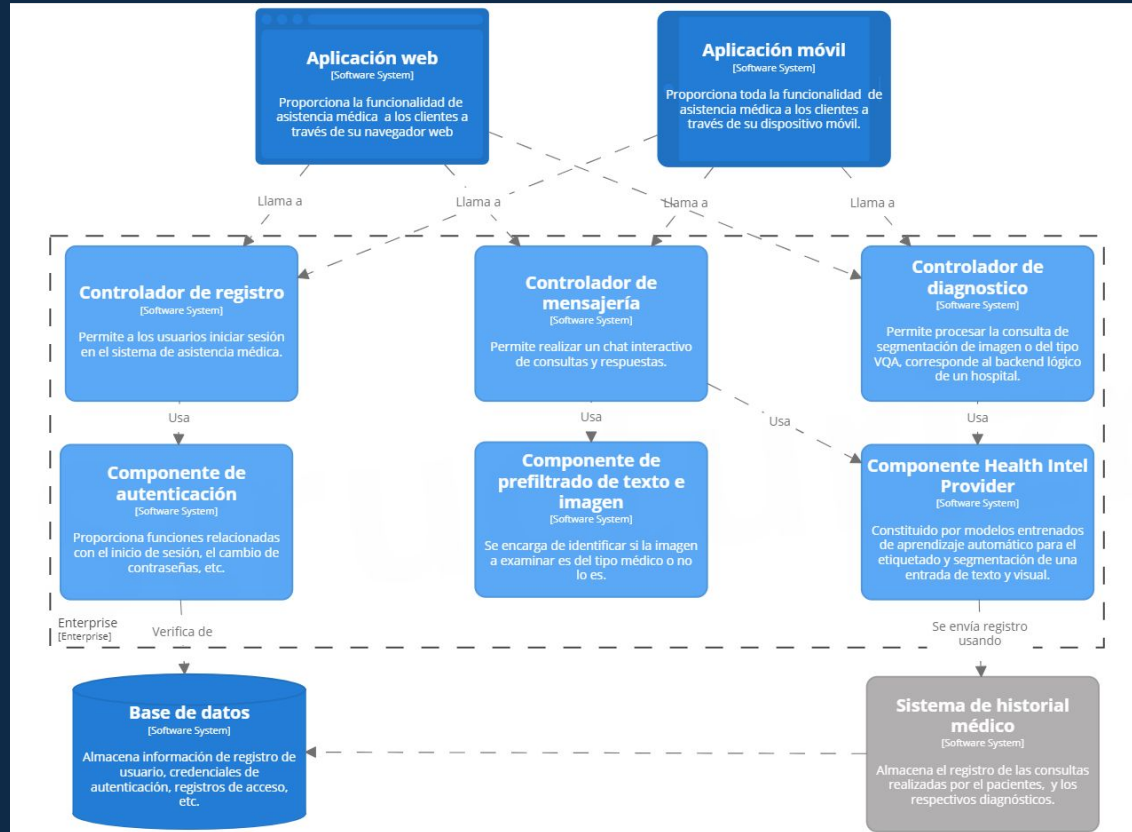 Aplicación web
[Software System]
Proporciona la funcionalidad de
asistencia médica a los clientes a
través de su navegador web
Aplicación móvil
[Software System]
Proporciona toda la funcionalidad de
asistencia médica a los clientes a
través de su dispositivo móvil.
Llama a
Llama a
Llama a
Llama a
Controlador de registro
[Software System]
Permite a los usuarios iniciar sesión
en el sistema de asistencia médica.
Controlador de
mensajería
[Software System]
Permite realizar un chat interactivo
de consultas y respuestas.
Controlador de
diagnostico
[Software System]
Permite procesar la consulta de
segmentación de imagen o del tipo
VQA, corresponde al backend lógico
de un hospital.
Usa
Usa
Usa
Usa
Componente de
autenticación
[Software System]
Proporciona funciones relacionadas
con el inicio de sesión, el cambio de
contraseñas, etc.
Componente de
prefiltrado de texto e
imagen
[Software System]
Se encarga de identificar si la imagen
a examinar es del tipo médico o no
lo es.
Componente Health Intel
Provider
[Software System]
Constituido por modelos entrenados
de aprendizaje automático para el
etiquetado y segmentación de una
entrada de texto y visual.
Enterprise
[Enterprise]
Verifica de
Se envía registro
usando
Base de datos
[Software System]
Almacena información de registro de
usuario, credenciales de
autenticación, registros de acceso,
etc.
Sistema de historial
médico
[Software System]
Almacena el registro de las consultas
realizadas por el pacientes, y los
respectivos diagnósticos.